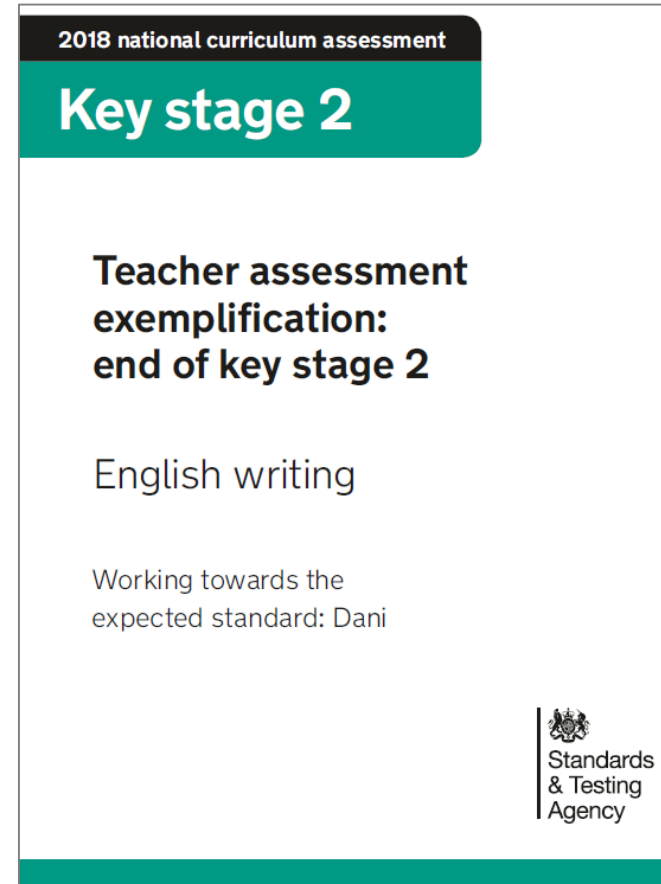 2018 national curriculum assessment
Key stage 2
Teacher assessment
exemplification:
end of key stage 2
English writing
Working towards the
expected standard: Dani
Standards
& Testing
Agency